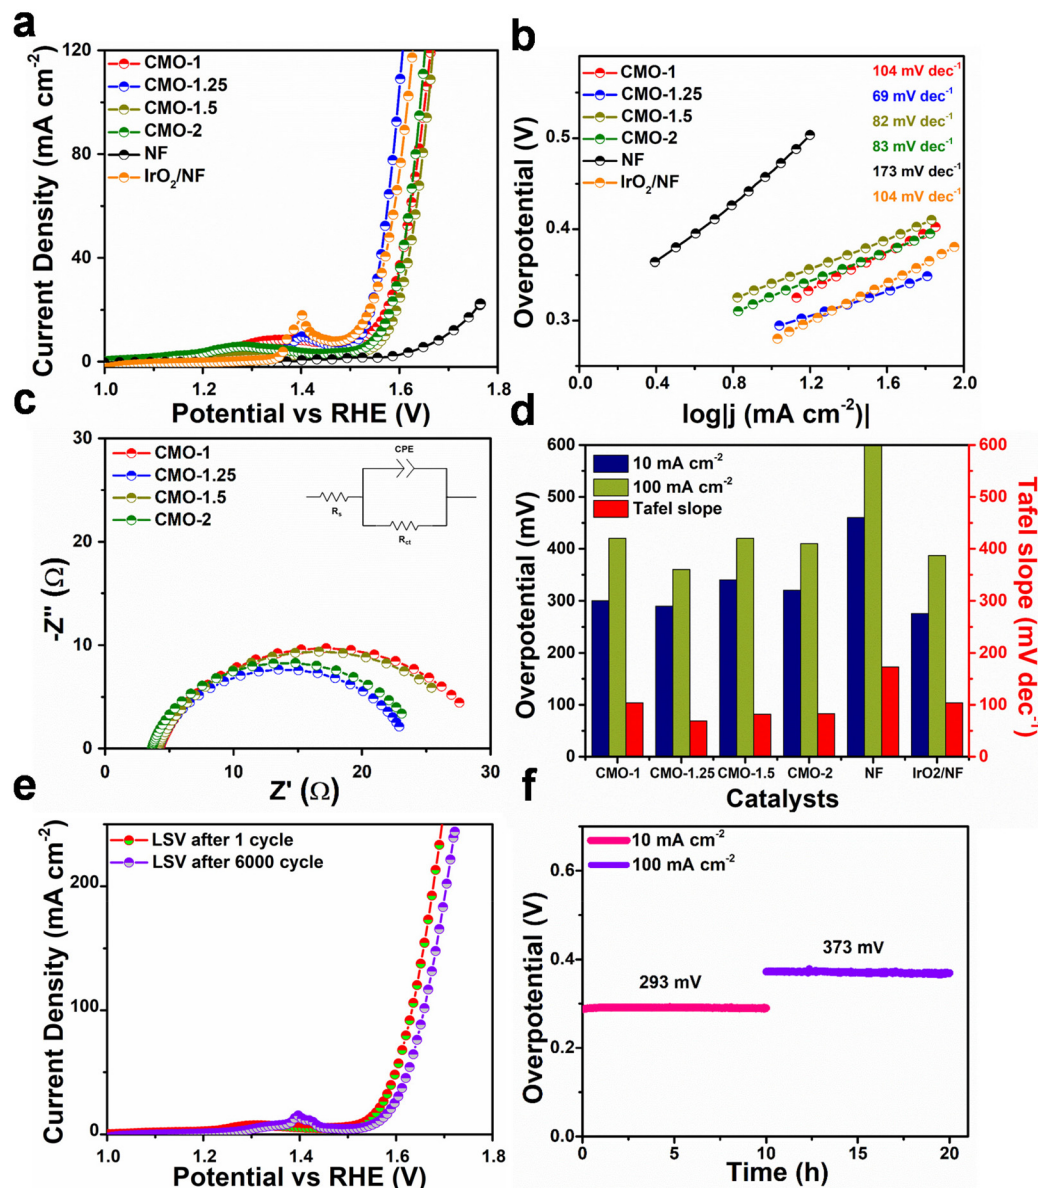 a
120
80
40
0
Current Density (mA cm-2)
CMO-1
CMO-1.25
CMO-1.5
CMO-2
NF
IrO2/NF
1.0 1.2 1.4 1.6 1.8
Potential vs RHE (V)
b
0.5
0.4
0.3
Overpotential (V)
CMO-1
CMO-1.25
CMO-1.5
CMO-2
NF
IrO2/NF
104 mV dec-1
69 mV dec-1
82 mV dec-1
83 mV dec-1
173 mV dec-1
104 mV dec-1
0.0 0.4 0.8 1.2 1.6 2.0
log|j (mA cm-2)|
c
30
20
10
0
-Z'' (Ω)
CMO-1
CMO-1.25
CMO-1.5
CMO-2
CPE
Rs
Rct
0 10 20 30
Z' (Ω)
d
600
500
400
300
200
100
0
Overpotential (mV)
10 mA cm-2
100 mA cm-2
Tafel slope
600
500
400
300
200
100
0
Tafel slope (mV dec-1)
CMO-1 CMO-1.25 CMO-1.5 CMO-2 NF IrO2/NF
Catalysts
e
200
100
0
Current Density (mA cm-2)
LSV after 1 cycle
LSV after 6000 cycle
1.0 1.2 1.4 1.6 1.8
Potential vs RHE (V)
f
0.6
0.4
0.2
0.0
Overpotential (V)
10 mA cm-2
100 mA cm-2
293 mV
373 mV
0 5 10 15 20
Time (h)